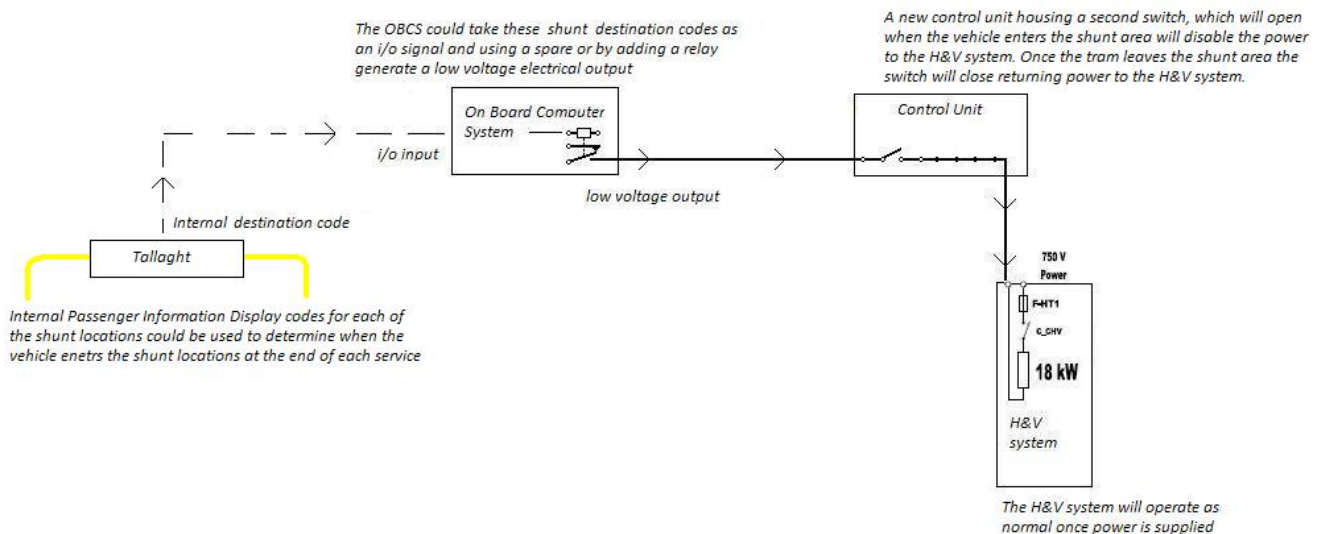 The OBCS could take these shunt destination codes as
an i/o signal and using a spare or by adding a relay
generate a low voltage electrical output
A new control unit housing a second switch, which will open
when the vehicle enters the shunt area will disable the power
to the H&V system. Once the tram leaves the shunt area the
switch will close returning power to the H&V system.
On Board Computer
System
Control Unit
i/o input
low voltage output
Internal destination code
Tallaght
Internal Passenger Information Display codes for each of
the shunt locations could be used to determine when the
vehicle enetrs the shunt locations at the end of each service
750 V
Power
F-HT1
C_CHV
18 kW
H&V
system
The H&V system will operate as
normal once power is supplied